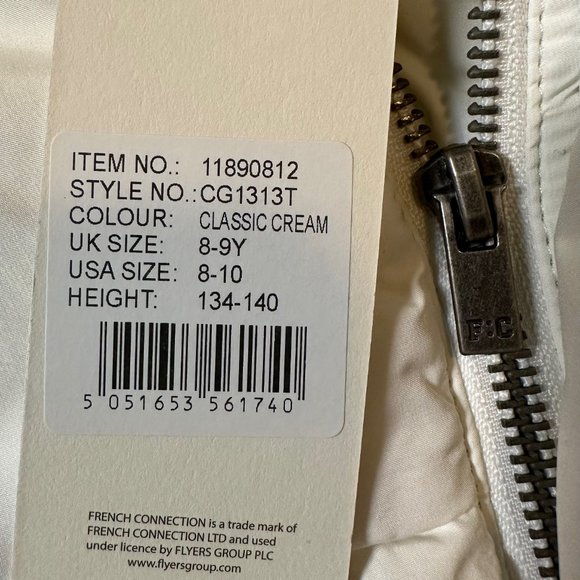 ITEM NO.: 11890812
STYLE NO.: CG1313T
COLOUR: CLASSIC CREAM
UK SIZE: 8-9Y
USA SIZE: 8-10
HEIGHT: 134-140
5 051653 561740
FRENCH CONNECTION is a trade mark of
FRENCH CONNECTION LTD and used
under licence by FLYERS GROUP PLC
www.flyersgroup.com
F:C